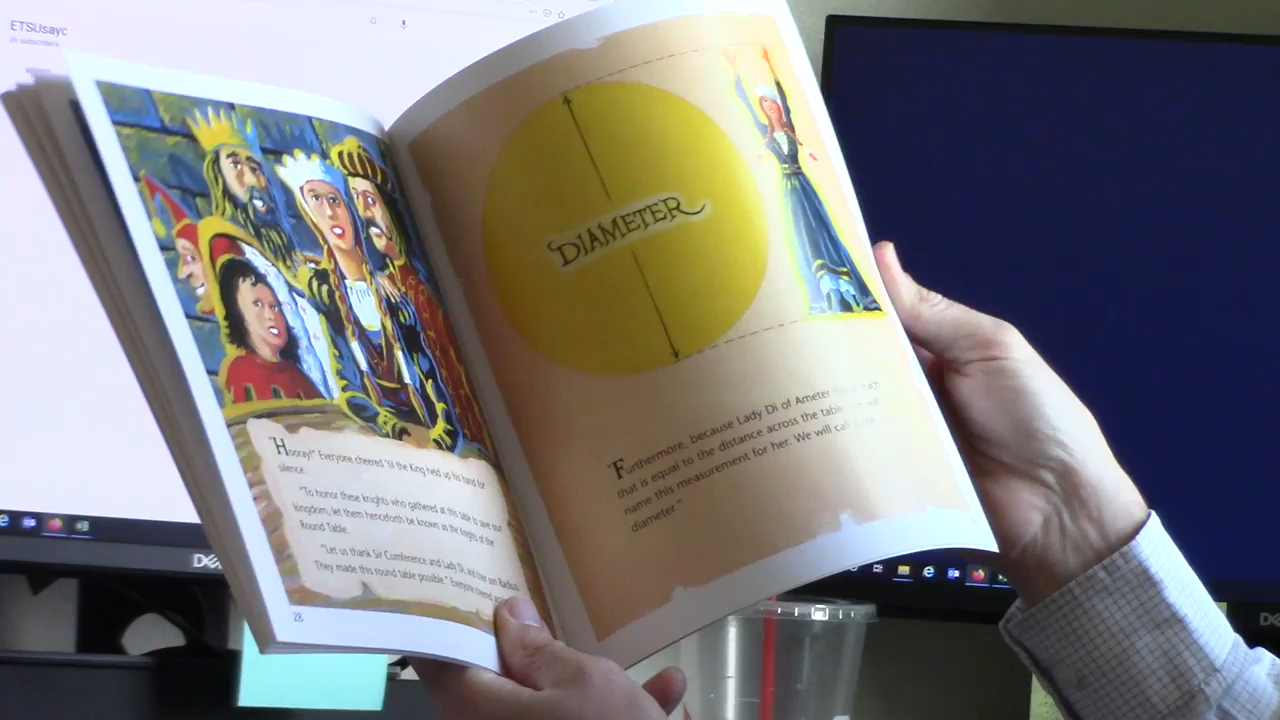 ETSUsayc
"Hooray!" Everyone cheered 'til the King held up his hand for
silence.
"To honor these knights who gathered at this table to save our
kingdom, let them henceforth be known as the Knights of the
Round Table.
"Let us thank Sir Cumference and Lady Di, and their son Radius.
They made this round table possible." Everyone cheered
28
DIAMETER
"Furthermore, because Lady Di of Ameter
that is equal to the distance across the table, we will
name this measurement for her. We will call
diameter."